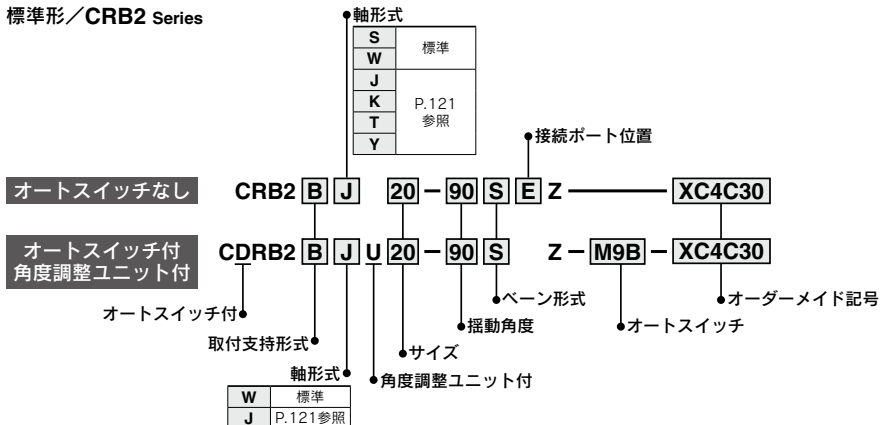 標準形／CRB2 Series
軸形式
S 標準
W
J P.121
K 参照
T
Y
接続ポート位置
オートスイッチなし CRB2 B J 20－90 S E Z XC4C30
オートスイッチ付
角度調整ユニット付
CDRB2 B J U 20－90 S Z－M9B－XC4C30
オートスイッチ付
取付支持形式
軸形式
W 標準
J P.121参照
角度調整ユニット付
サイズ
揺動角度
ベーン形式
オートスイッチ
オーダーメイド記号